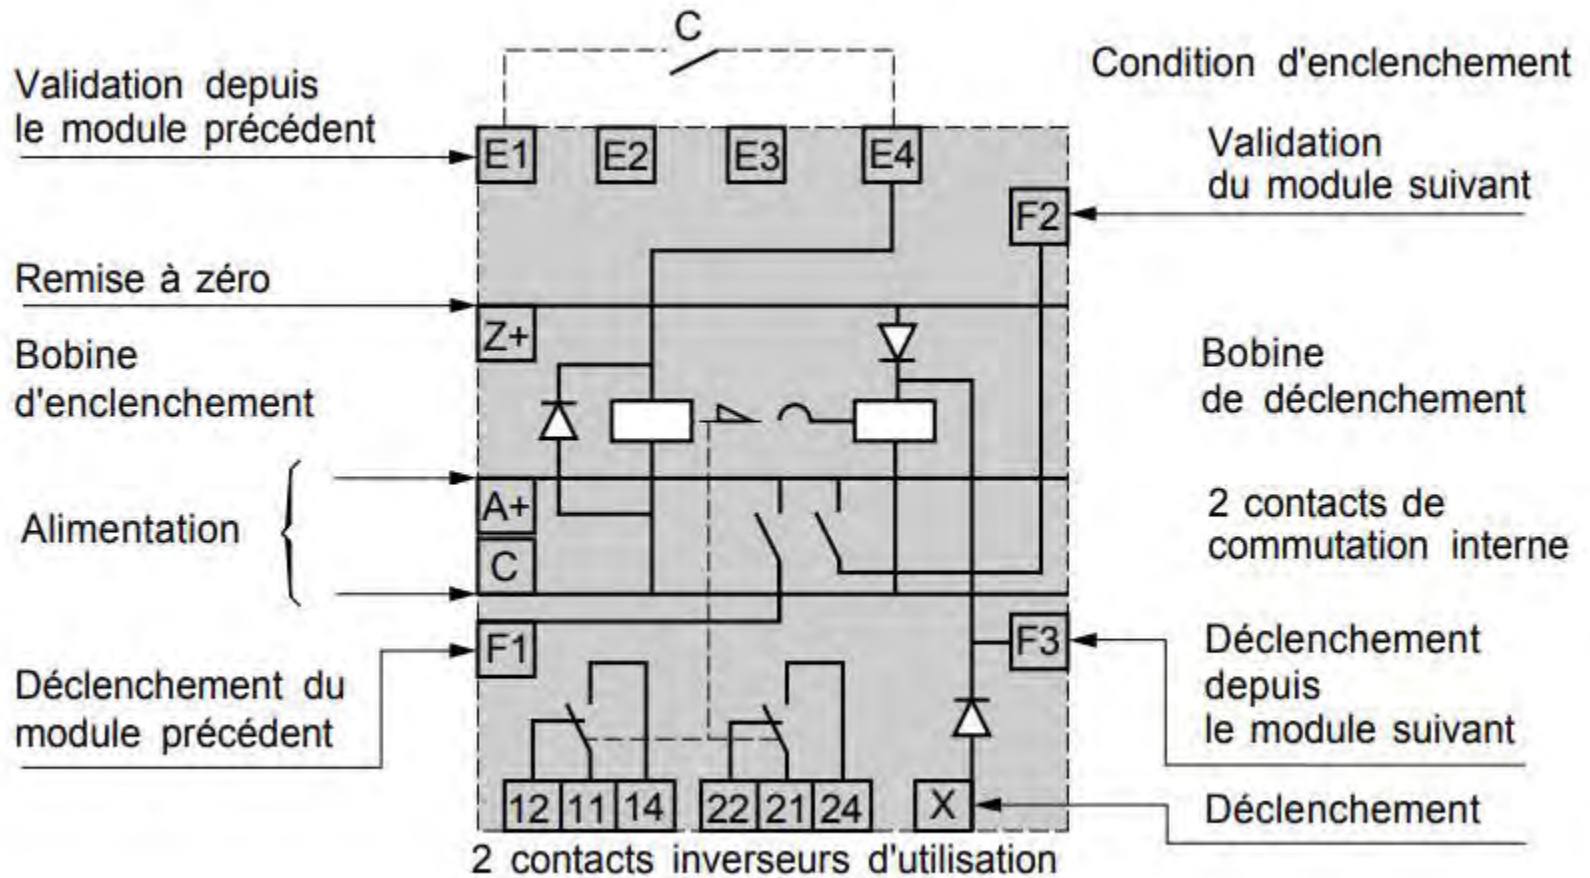 C
Condition d'enclenchement
Validation depuis
le module précédent
E1
E2
E3
E4
Validation
du module suivant
F2
Remise à zéro
Z+
Bobine
d'enclenchement
Bobine
de déclenchement
Alimentation
A+
C
2 contacts de
commutation interne
F1
F3
Déclenchement du
module précédent
Déclenchement
depuis
le module suivant
12
11
14
22
21
24
X
Déclenchement
2 contacts inverseurs d'utilisation